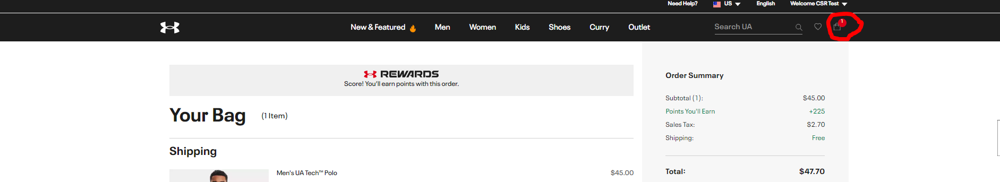 Need Help? US English Welcome CSR Test
New & Featured Men Women Kids Shoes Curry Outlet Search UA 1
REWARDS
Score! You'll earn points with this order.
Your Bag (1 Item)
Shipping
Men's UA Tech™ Polo $45.00
Order Summary
Subtotal (1): $45.00
Points You'll Earn +225
Sales Tax: $2.70
Shipping: Free
Total: $47.70